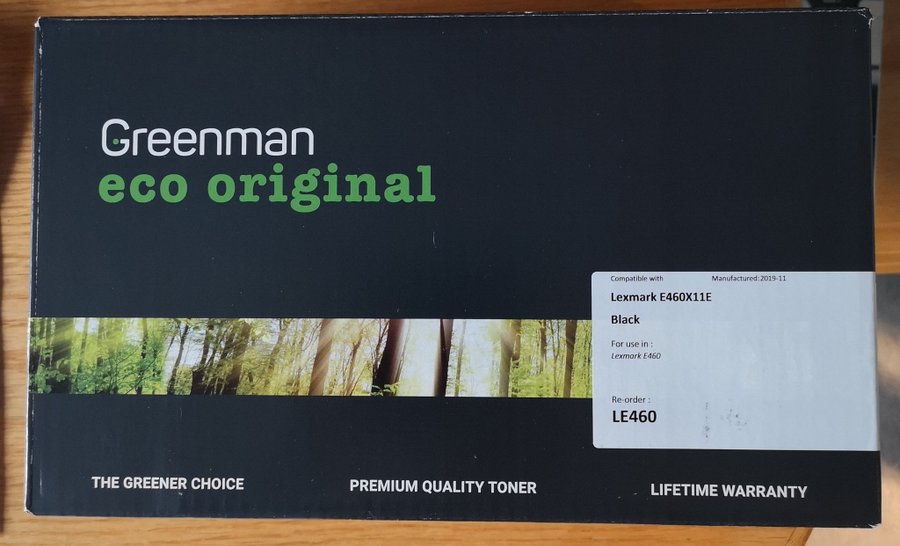 Greenman
eco original
Compatible with Manufactured:2019-11
Lexmark E460X11E
Black
For use in :
Lexmark E460
Re-order :
LE460
THE GREENER CHOICE PREMIUM QUALITY TONER LIFETIME WARRANTY